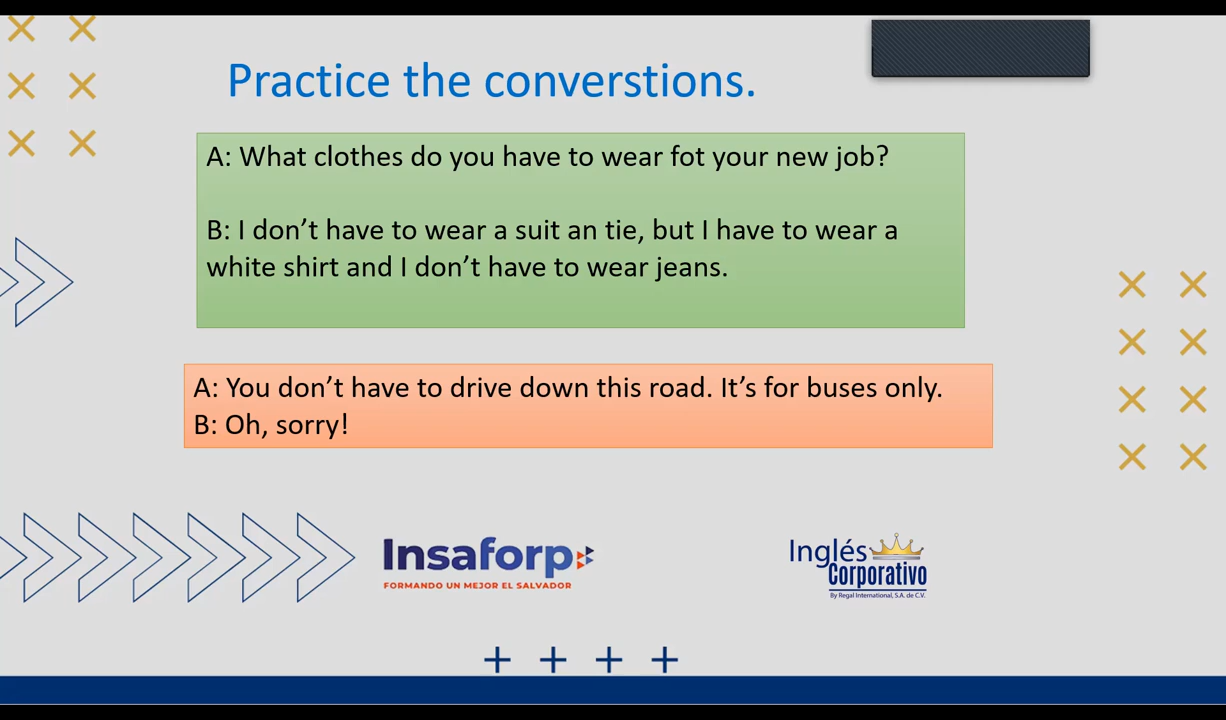 Practice the converstions.
A: What clothes do you have to wear fot your new job?
B: I don’t have to wear a suit an tie, but I have to wear a
white shirt and I don’t have to wear jeans.
A: You don’t have to drive down this road. It’s for buses only.
B: Oh, sorry!
Insaforp
FORMANDO UN MEJOR EL SALVADOR
Inglés
Corporativo
By Regal International, S.A. de C.V.